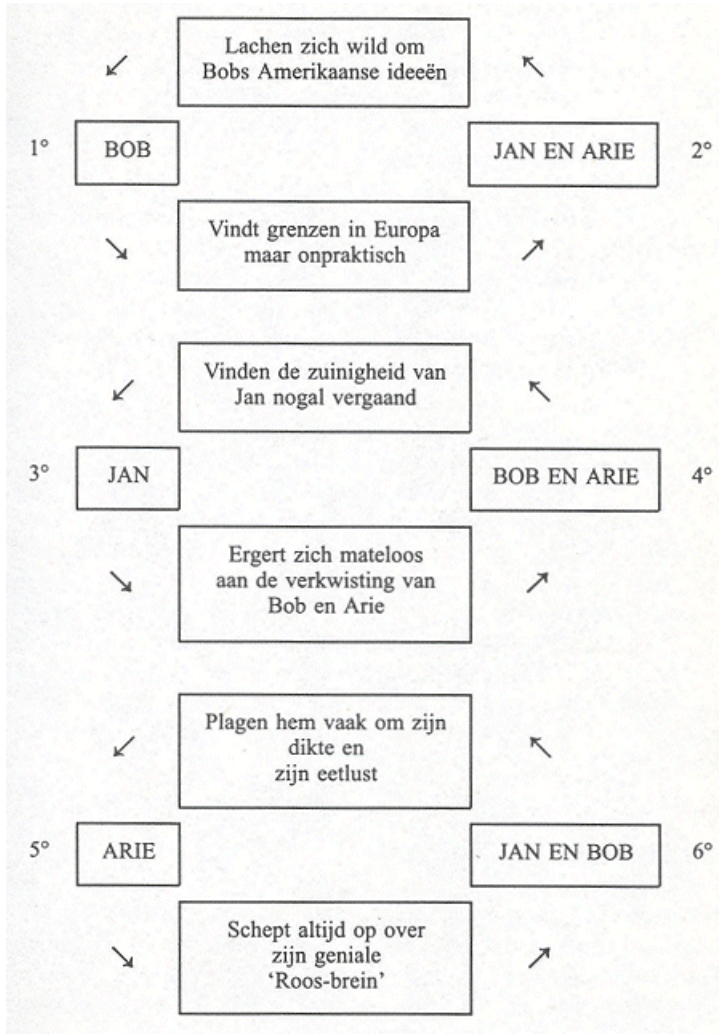 Lachen zich wild om
Bobs Amerikaanse ideeën
1° BOB JAN EN ARIE 2°
Vindt grenzen in Europa
maar onpraktisch
Vinden de zuinigheid van
Jan nogal vergaand
3° JAN BOB EN ARIE 4°
Ergert zich mateloos
aan de verkwisting van
Bob en Arie
Plagen hem vaak om zijn
dikte en
zijn eetlust
5° ARIE JAN EN BOB 6°
Schept altijd op over
zijn geniale
‘Roos-brein’